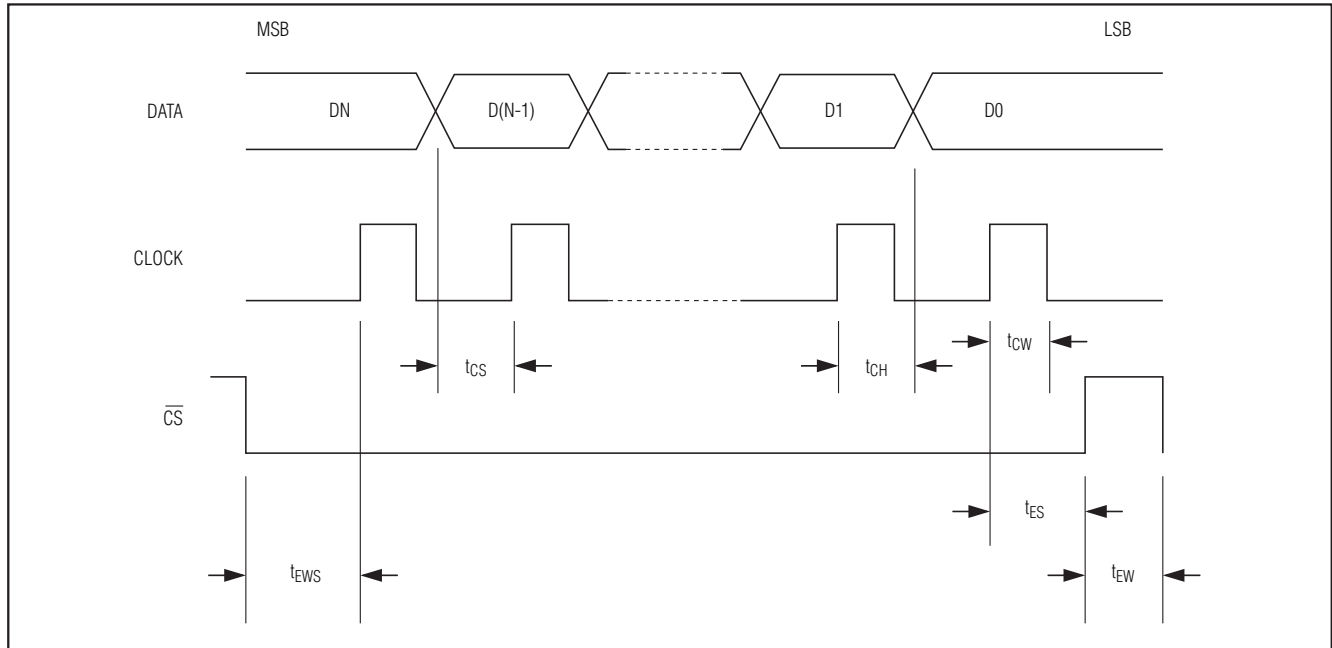 MSB LSB
DATA DN D(N-1) D1 D0
CLOCK
tCS tCH tCW
CS
tES
tEWS tEW